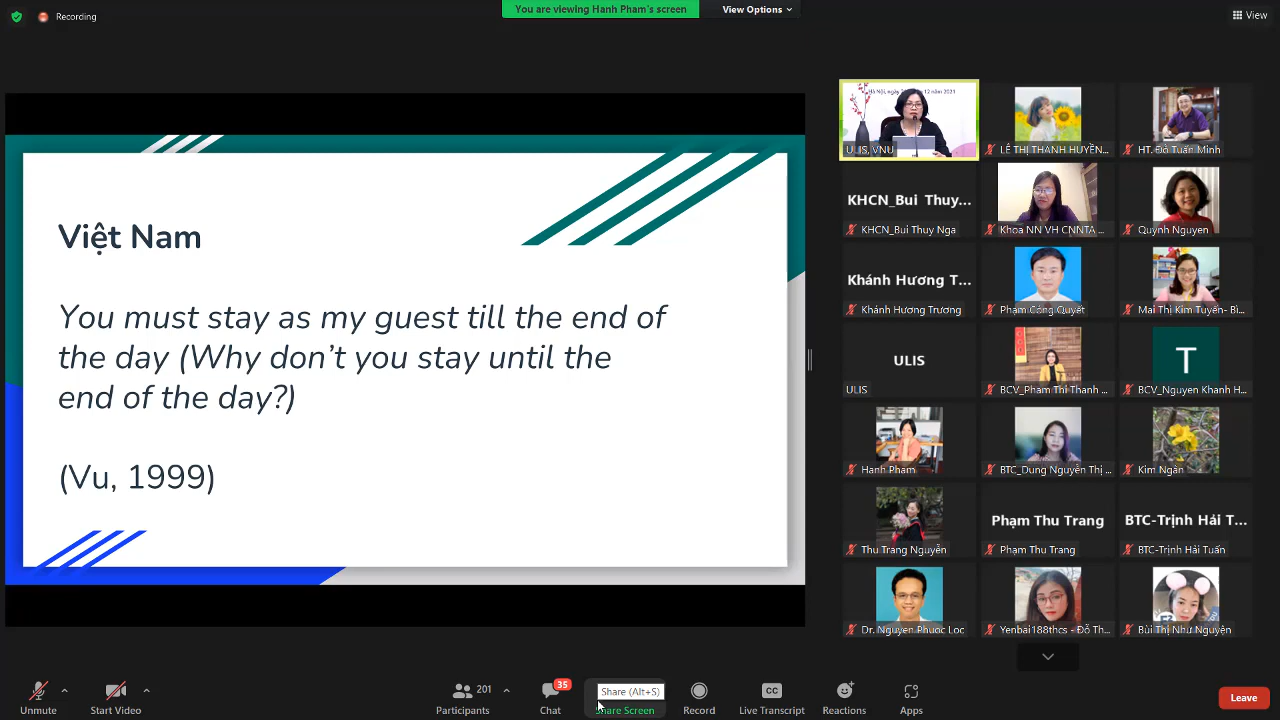 Recording
You are viewing Hanh Pham's screen
View Options
View
Việt Nam
You must stay as my guest till the end of
the day (Why don't you stay until the
end of the day?)
(Vu, 1999)
ULIS, VNU
LÊ THỊ THANH HUYỀN...
HT. Đỗ Tuấn Minh
KHCN_Bui Thuy...
KHCN_Bui Thuy Nga
Khoa NN VH CNNTA ...
Quynh Nguyen
Khánh Hương T...
Khánh Hương Trương
Phạm Công Quyết
Mai Thị Kim Tuyến- Bì...
ULIS
ULIS
BCV_Phạm Thị Thanh ...
T
BCV_Nguyen Khanh H...
Hanh Pham
BTC_Dung Nguyễn Thị ...
Kim Ngân
Thu Trang Nguyễn
Phạm Thu Trang
Phạm Thu Trang
BTC-Trịnh Hải T...
BTC-Trịnh Hải Tuấn
Dr. Nguyen Phuoc Loc
Yenbai188thcs - Đỗ Th...
Bùi Thị Như Nguyện
Unmute
Start Video
201
Participants
35
Chat
Share (Alt+S)
Share Screen
Record
CC
Live Transcript
Reactions
Apps
Leave